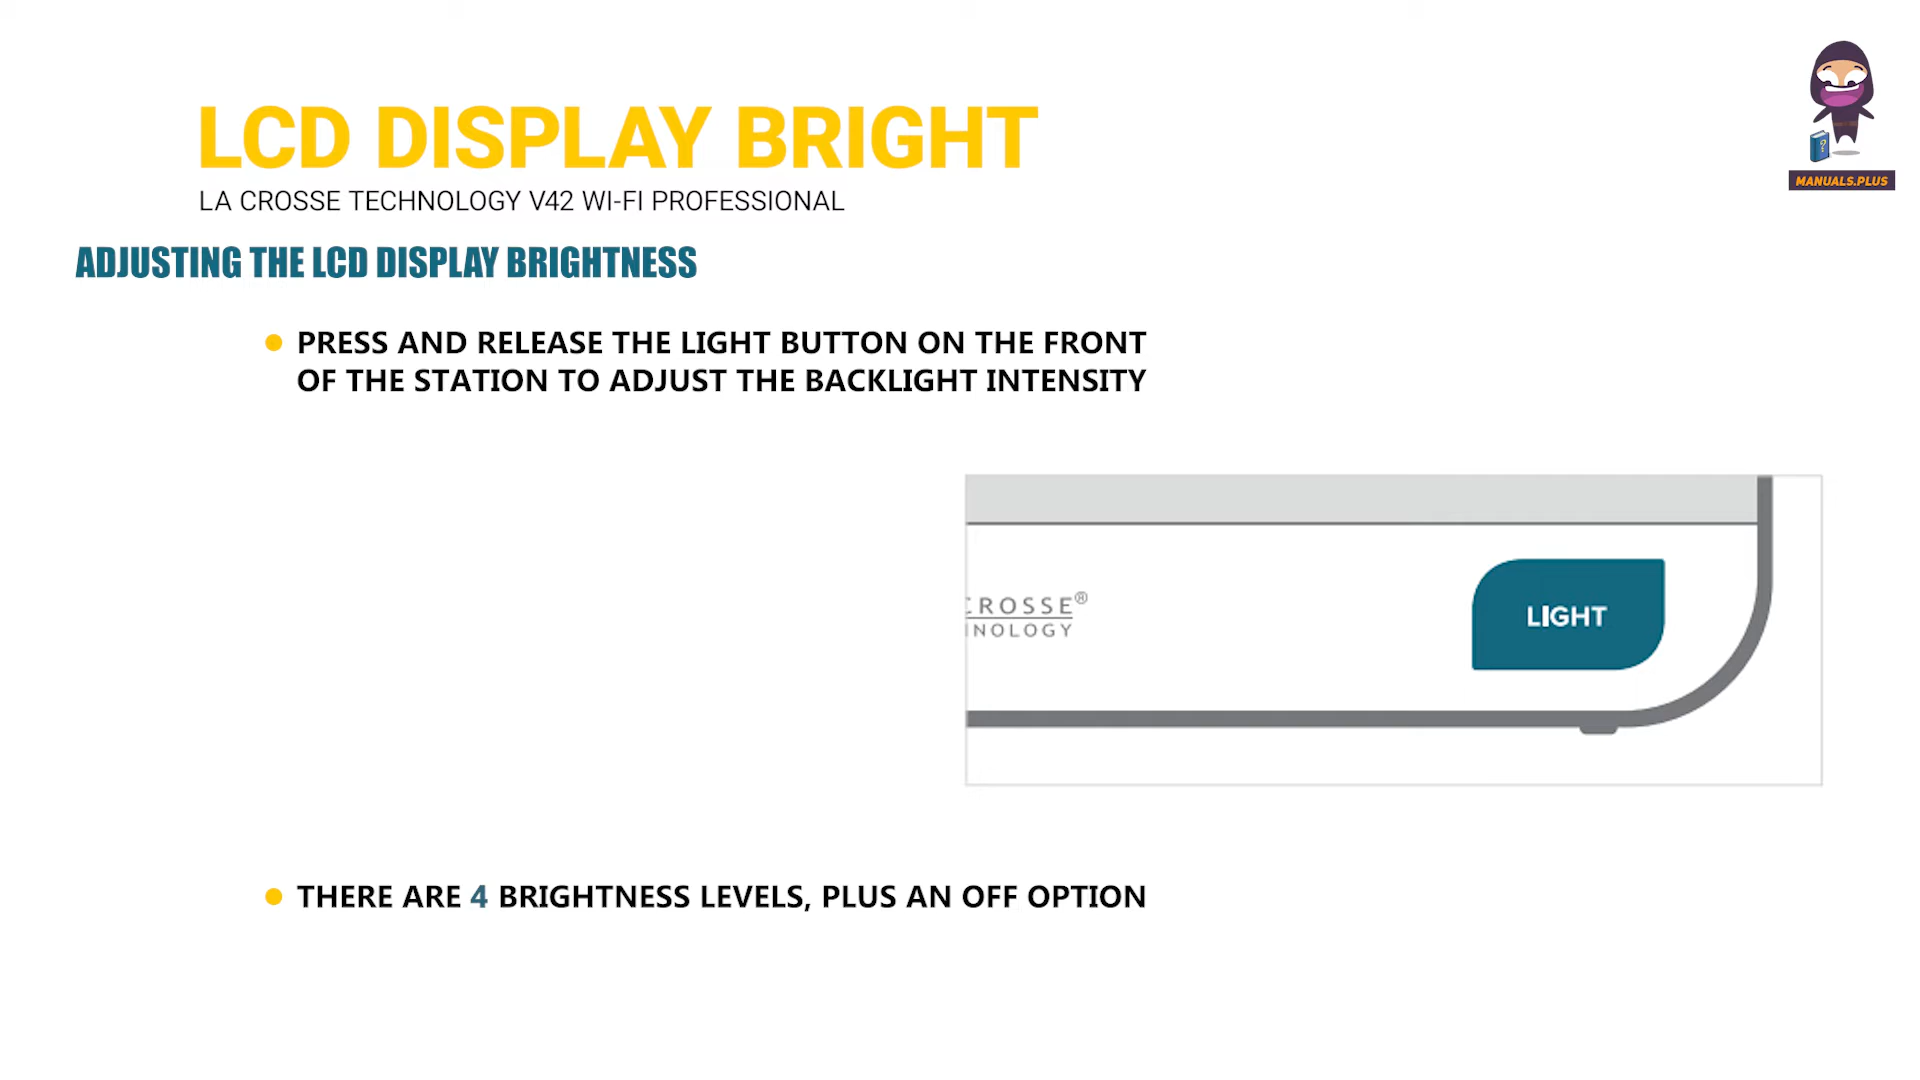 LCD DISPLAY BRIGHT
LA CROSSE TECHNOLOGY V42 WI-FI PROFESSIONAL
MANUALS.PLUS
ADJUSTING THE LCD DISPLAY BRIGHTNESS
PRESS AND RELEASE THE LIGHT BUTTON ON THE FRONT
OF THE STATION TO ADJUST THE BACKLIGHT INTENSITY
CROSSE®
NOLOGY
LIGHT
THERE ARE 4 BRIGHTNESS LEVELS, PLUS AN OFF OPTION